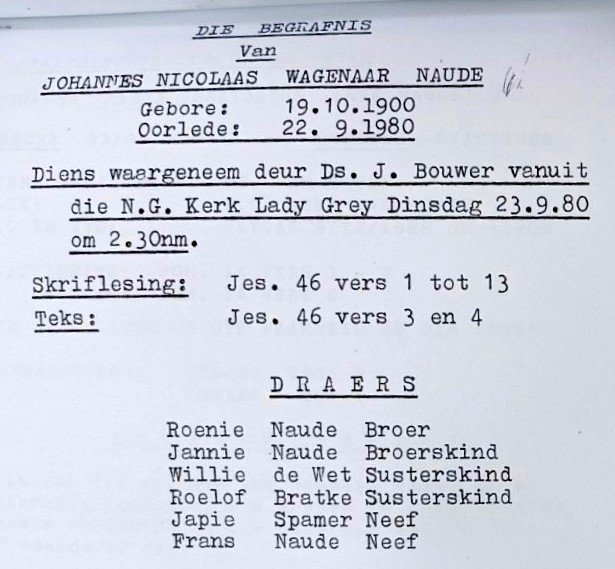 DIE BEGRAFNIS
Van
JOHANNES NICOLAAS WAGENAAR NAUDE
Gebore: 19.10.1900
Oorlede: 22. 9.1980
Diens waargeneem deur Ds. J. Bouwer vanuit
die N.G. Kerk Lady Grey Dinsdag 23.9.80
om 2.30nm.
Skriflesing: Jes. 46 vers 1 tot 13
Teks: Jes. 46 vers 3 en 4
D R A E R S
Roenie Naude Broer
Jannie Naude Broerskind
Willie de Wet Susterskind
Roelof Bratke Susterskind
Japie Spamer Neef
Frans Naude Neef